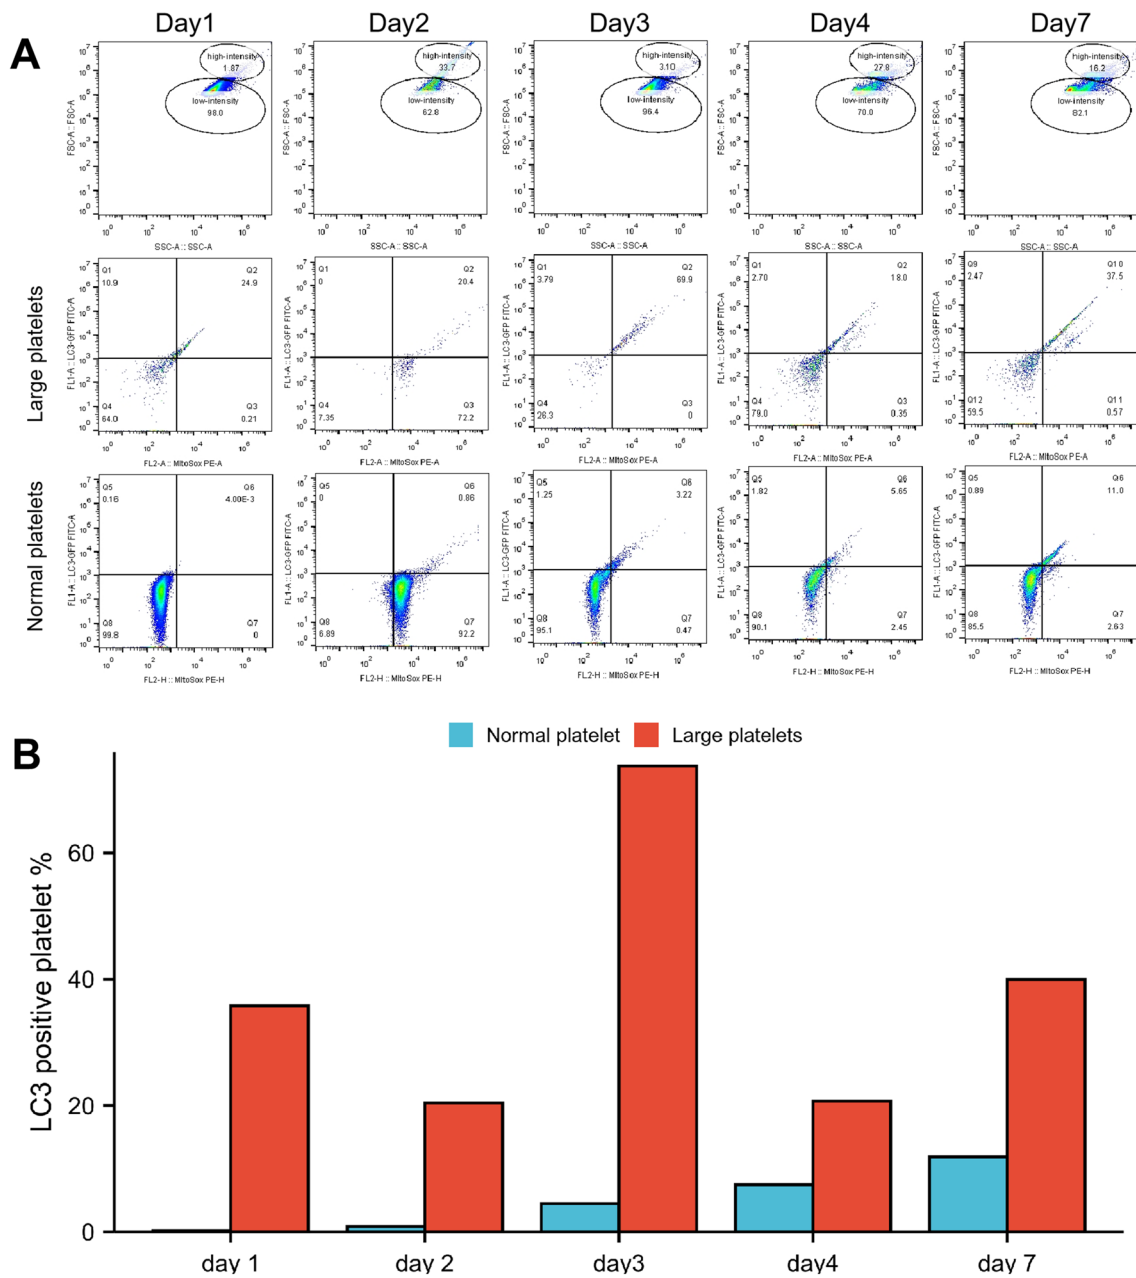 A
Day1 Day2 Day3 Day4 Day7
high-intensity 1.87
low-intensity 98.0
high-intensity 33.7
low-intensity 62.8
high-intensity 3.10
low-intensity 96.4
high-intensity 27.8
low-intensity 70.0
high-intensity 16.2
low-intensity 82.1
FSC-A :: FSC-A
SSC-A :: SSC-A
Large platelets
Q1 10.9 Q2 24.9
Q4 64.0 Q3 0.21
Q1 0 Q2 20.4
Q4 7.35 Q3 72.2
Q1 3.79 Q2 69.9
Q4 26.3 Q3 0
Q1 2.70 Q2 18.0
Q4 79.0 Q3 0.35
Q9 2.47 Q10 37.5
Q12 59.5 Q11 0.57
FL1-A :: LC3-GFP FITC-A
FL2-A :: MitoSox PE-A
Normal platelets
Q5 0.16 Q6 4.00E-3
Q8 99.8 Q7 0
Q5 0 Q6 0.86
Q8 6.89 Q7 92.2
Q5 1.25 Q6 3.22
Q8 95.1 Q7 0.47
Q5 1.82 Q6 5.65
Q8 90.1 Q7 2.45
Q5 0.89 Q6 11.0
Q8 85.5 Q7 2.63
FL1-A :: LC3-GFP FITC-A
FL2-H :: MitoSox PE-H
B
Normal platelet Large platelets
LC3 positive platelet %
60
40
20
0
day 1 day 2 day3 day4 day 7